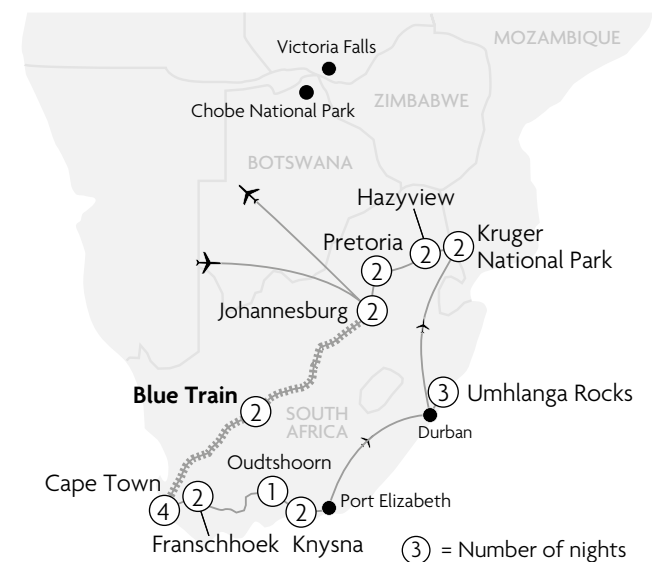 Victoria Falls
MOZAMBIQUE
Chobe National Park
ZIMBABWE
BOTSWANA
Hazyview
Pretoria
2
2
2
Kruger
National Park
Johannesburg
2
Blue Train
2
SOUTH
AFRICA
3
Umhlanga Rocks
Durban
Oudtshoorn
Cape Town
4
2
1
2
Port Elizabeth
Franschhoek
Knysna
3 = Number of nights